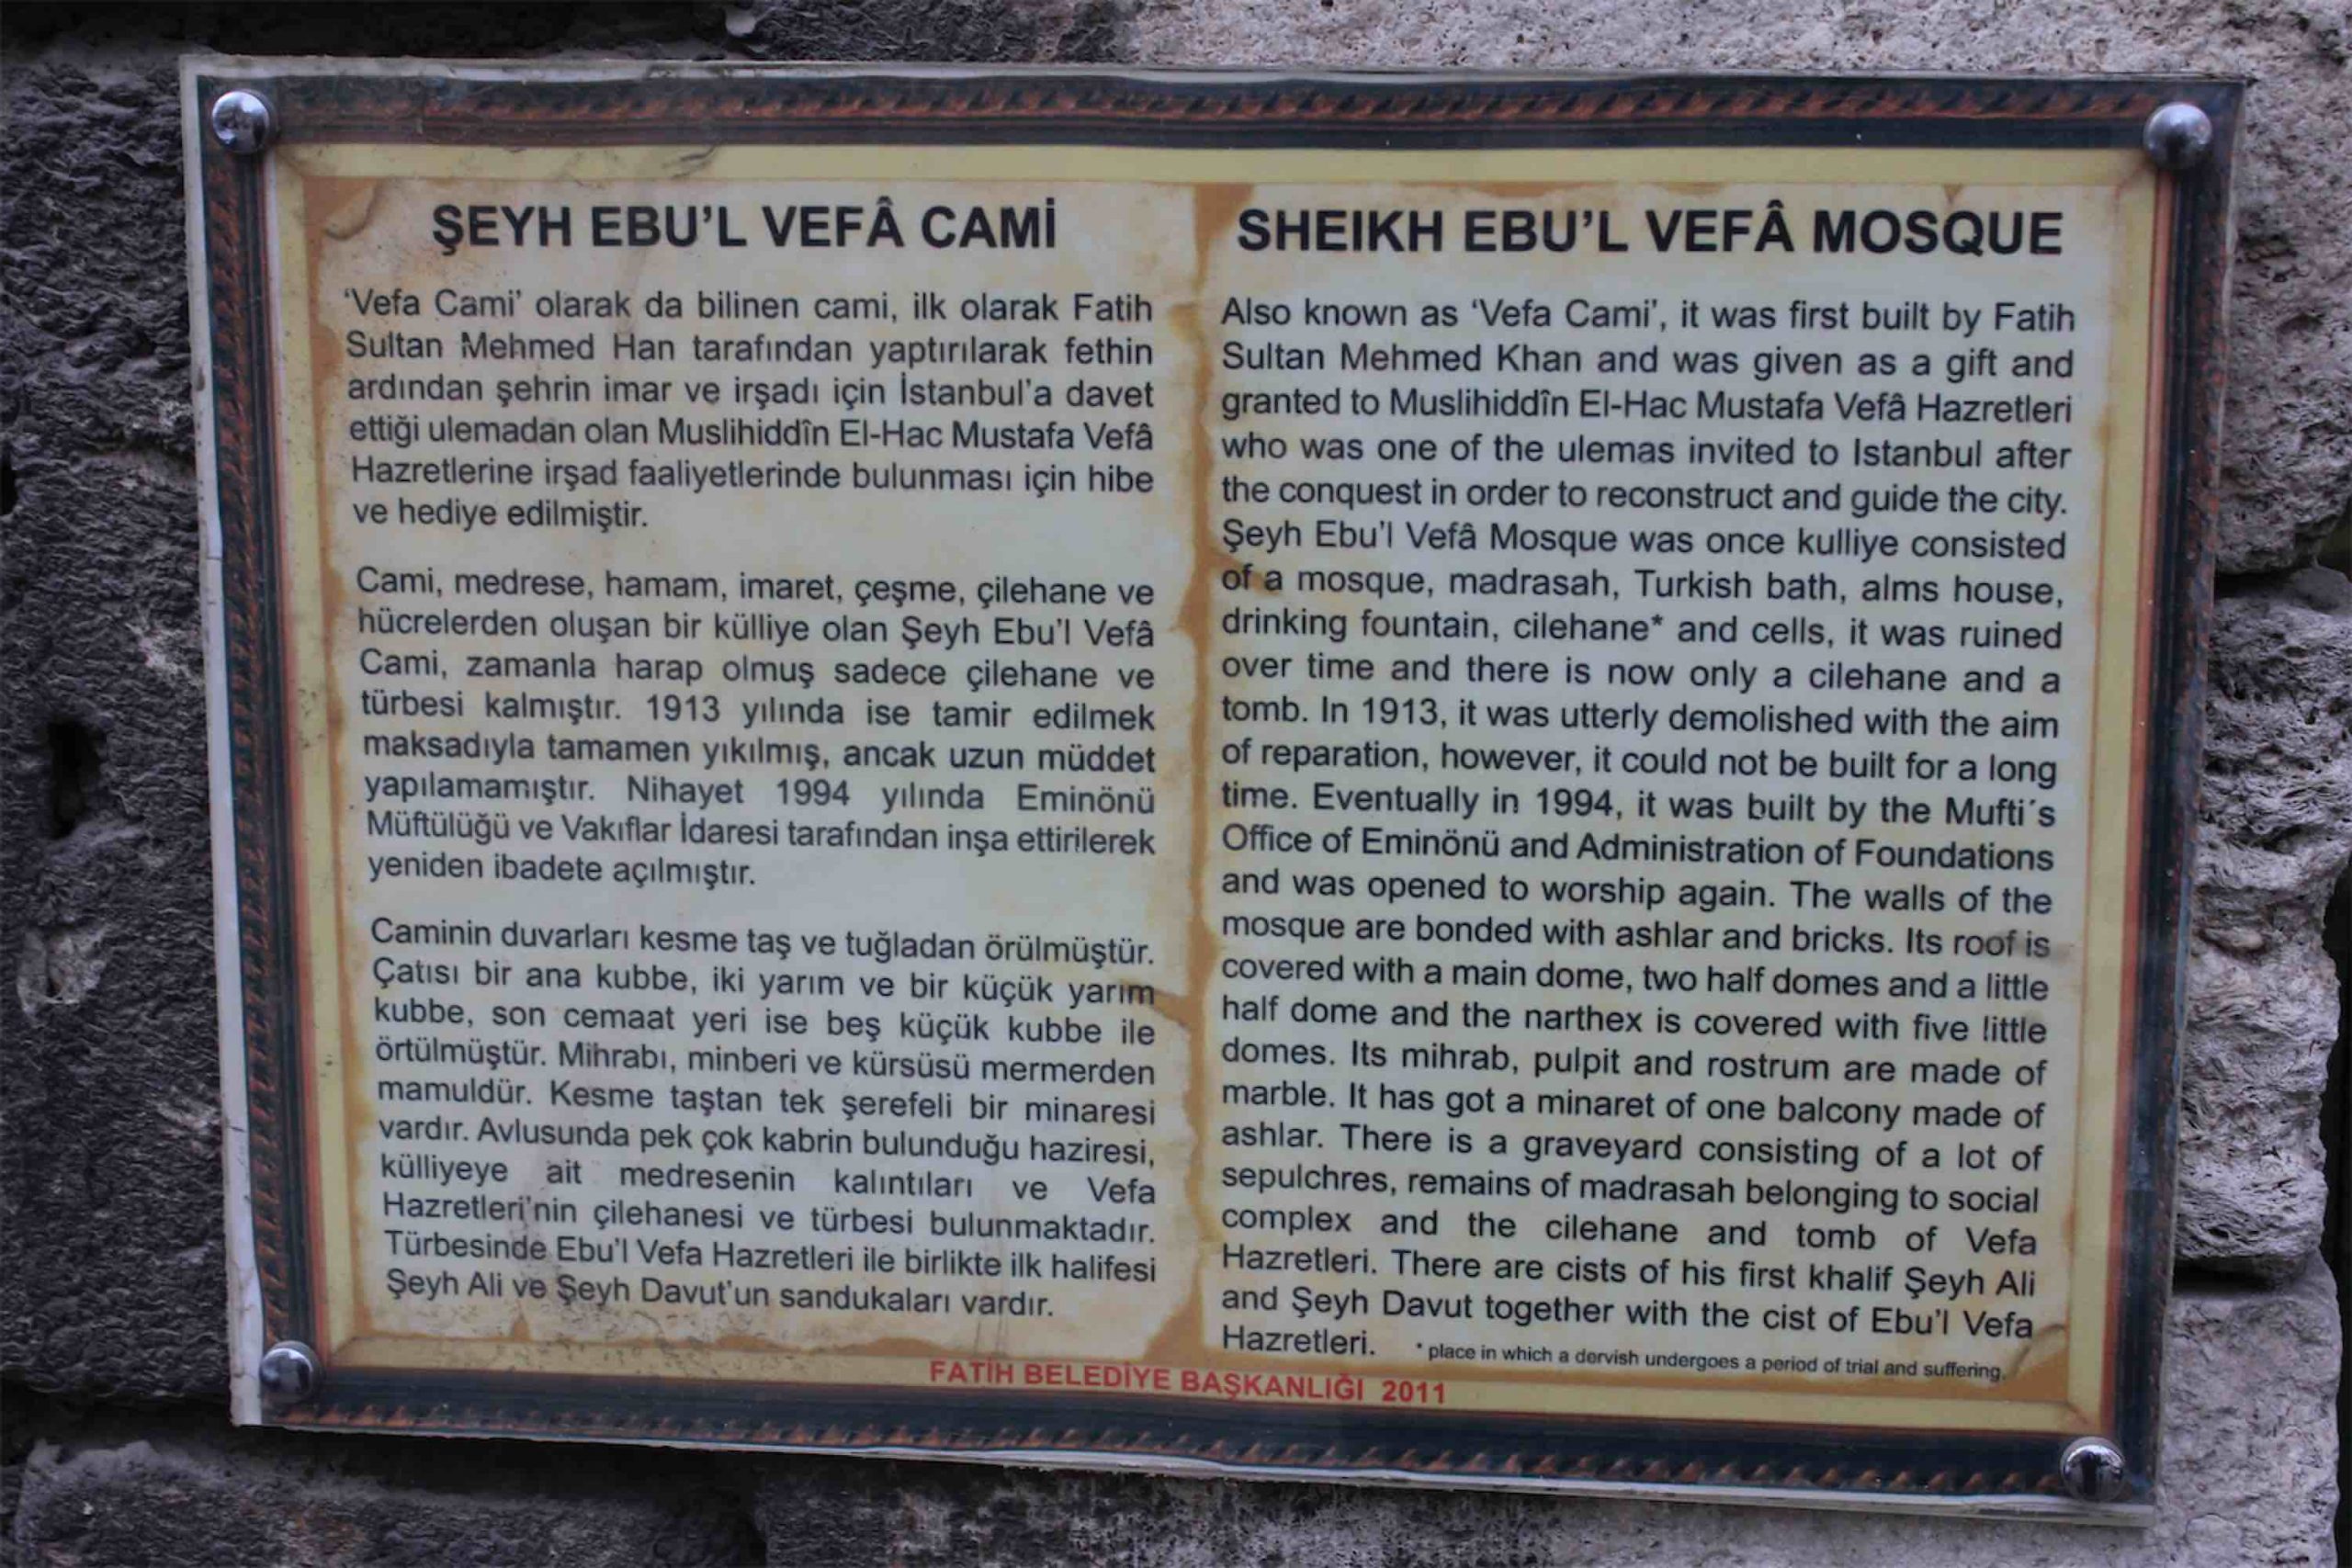 ŞEYH EBU'L VEFÂ CAMİ
'Vefa Cami' olarak da bilinen cami, ilk olarak Fatih
Sultan Mehmed Han tarafından yaptırılarak fethin
ardından şehrin imar ve irşadı için İstanbul'a davet
ettiği ulemadan olan Muslihiddîn El-Hac Mustafa Vefâ
Hazretlerine irşad faaliyetlerinde bulunması için hibe
ve hediye edilmiştir.
Cami, medrese, hamam, imaret, çeşme, çilehane ve
hücrelerden oluşan bir külliye olan Şeyh Ebu'l Vefâ
Cami, zamanla harap olmuş sadece çilehane ve
türbesi kalmıştır. 1913 yılında ise tamir edilmek
maksadıyla tamamen yıkılmış, ancak uzun müddet
yapılamamıştır. Nihayet 1994 yılında Eminönü
Müftülüğü ve Vakıflar İdaresi tarafından inşa ettirilerek
yeniden ibadete açılmıştır.
Caminin duvarları kesme taş ve tuğladan örülmüştür.
Çatısı bir ana kubbe, iki yarım ve bir küçük yarım
kubbe, son cemaat yeri ise beş küçük kubbe ile
örtülmüştür. Mihrabı, minberi ve kürsüsü mermerden
mamuldür. Kesme taştan tek şerefeli bir minaresi
vardır. Avlusunda pek çok kabrin bulunduğu haziresi,
külliyeye ait medresenin kalıntıları ve Vefa
Hazretleri'nin çilehanesi ve türbesi bulunmaktadır.
Türbesinde Ebu'l Vefa Hazretleri ile birlikte ilk halifesi
Şeyh Ali ve Şeyh Davut'un sandukaları vardır.
SHEIKH EBU'L VEFÂ MOSQUE
Also known as 'Vefa Cami', it was first built by Fatih
Sultan Mehmed Khan and was given as a gift and
granted to Muslihiddîn El-Hac Mustafa Vefâ Hazretleri
who was one of the ulemas invited to Istanbul after
the conquest in order to reconstruct and guide the city.
Şeyh Ebu'l Vefâ Mosque was once kulliye consisted
of a mosque, madrasah, Turkish bath, alms house,
drinking fountain, cilehane* and cells, it was ruined
over time and there is now only a cilehane and a
tomb. In 1913, it was utterly demolished with the aim
of reparation, however, it could not be built for a long
time. Eventually in 1994, it was built by the Mufti´s
Office of Eminönü and Administration of Foundations
and was opened to worship again. The walls of the
mosque are bonded with ashlar and bricks. Its roof is
covered with a main dome, two half domes and a little
half dome and the narthex is covered with five little
domes. Its mihrab, pulpit and rostrum are made of
marble. It has got a minaret of one balcony made of
ashlar. There is a graveyard consisting of a lot of
sepulchres, remains of madrasah belonging to social
complex and the cilehane and tomb of Vefa
Hazretleri. There are cists of his first khalif Şeyh Ali
and Şeyh Davut together with the cist of Ebu'l Vefa
Hazretleri. * place in which a dervish undergoes a period of trial and suffering.
FATİH BELEDİYE BAŞKANLIĞI 2011